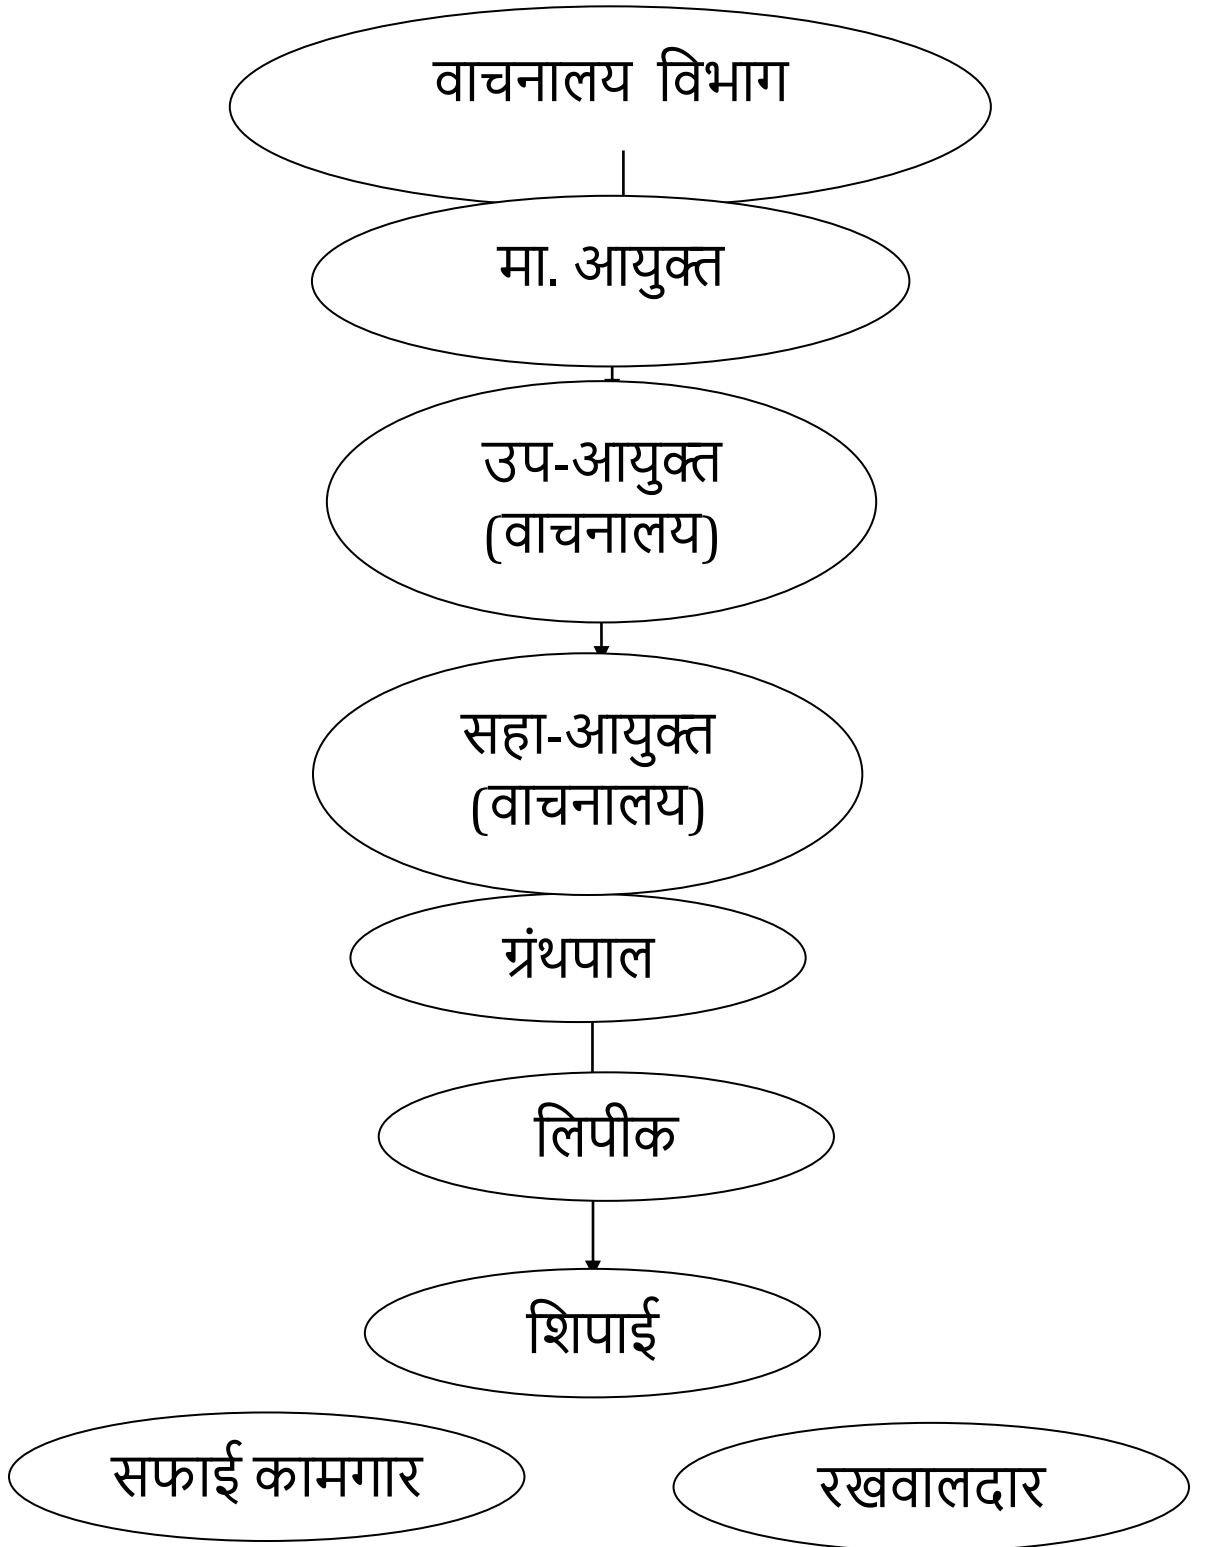 वाचनालय विभाग
मा. आयुक्त
उप-आयुक्त
(वाचनालय)
सहा-आयुक्त
(वाचनालय)
ग्रंथपाल
लिपीक
शिपाई
सफाई कामगार
रखवालदार